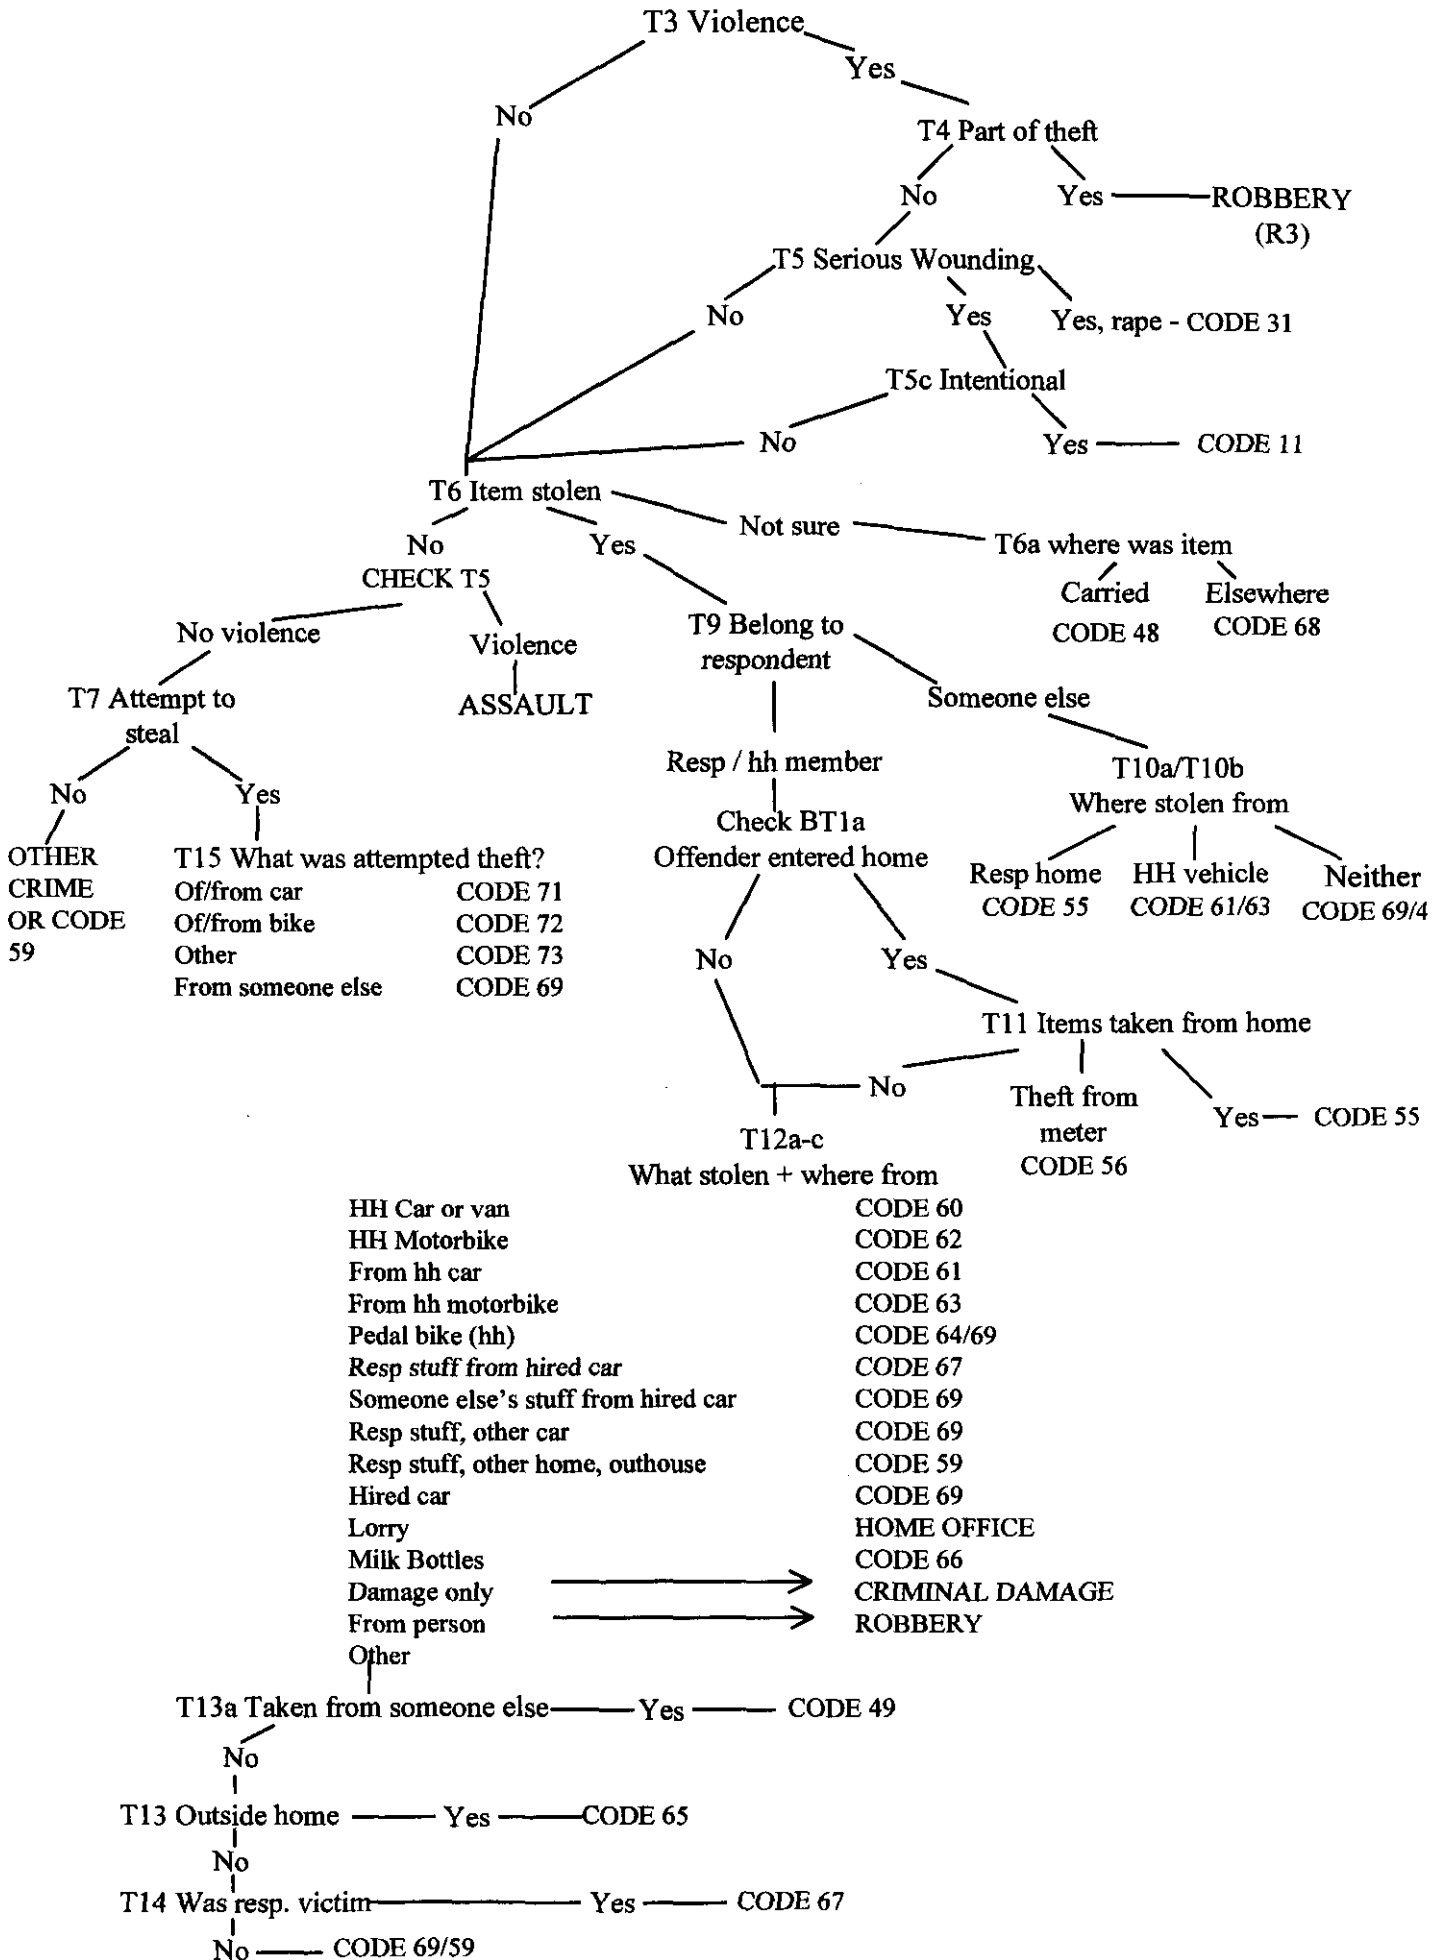 T3 Violence
Yes
No
T4 Part of theft
No
Yes
ROBBERY
(R3)
T5 Serious Wounding
No
Yes
Yes, rape - CODE 31
T5c Intentional
No
Yes
CODE 11
T6 Item stolen
Not sure
T6a where was item
No
Yes
CHECK T5
Carried
Elsewhere
CODE 48
CODE 68
No violence
Violence
T9 Belong to
respondent
T7 Attempt to
steal
ASSAULT
Someone else
Resp / hh member
T10a/T10b
Where stolen from
No
Yes
Check BT1a
Offender entered home
OTHER
CRIME
OR CODE
59
T15 What was attempted theft?
Of/from car CODE 71
Of/from bike CODE 72
Other CODE 73
From someone else CODE 69
Resp home
CODE 55
HH vehicle
CODE 61/63
Neither
CODE 69/4
No
Yes
T11 Items taken from home
No
Theft from
meter
CODE 56
Yes
CODE 55
T12a-c
What stolen + where from
HH Car or van CODE 60
HH Motorbike CODE 62
From hh car CODE 61
From hh motorbike CODE 63
Pedal bike (hh) CODE 64/69
Resp stuff from hired car CODE 67
Someone else's stuff from hired car CODE 69
Resp stuff, other car CODE 69
Resp stuff, other home, outhouse CODE 59
Hired car CODE 69
Lorry HOME OFFICE
Milk Bottles CODE 66
Damage only CRIMINAL DAMAGE
From person ROBBERY
Other
T13a Taken from someone else Yes CODE 49
No
T13 Outside home Yes CODE 65
No
T14 Was resp. victim Yes CODE 67
No CODE 69/59